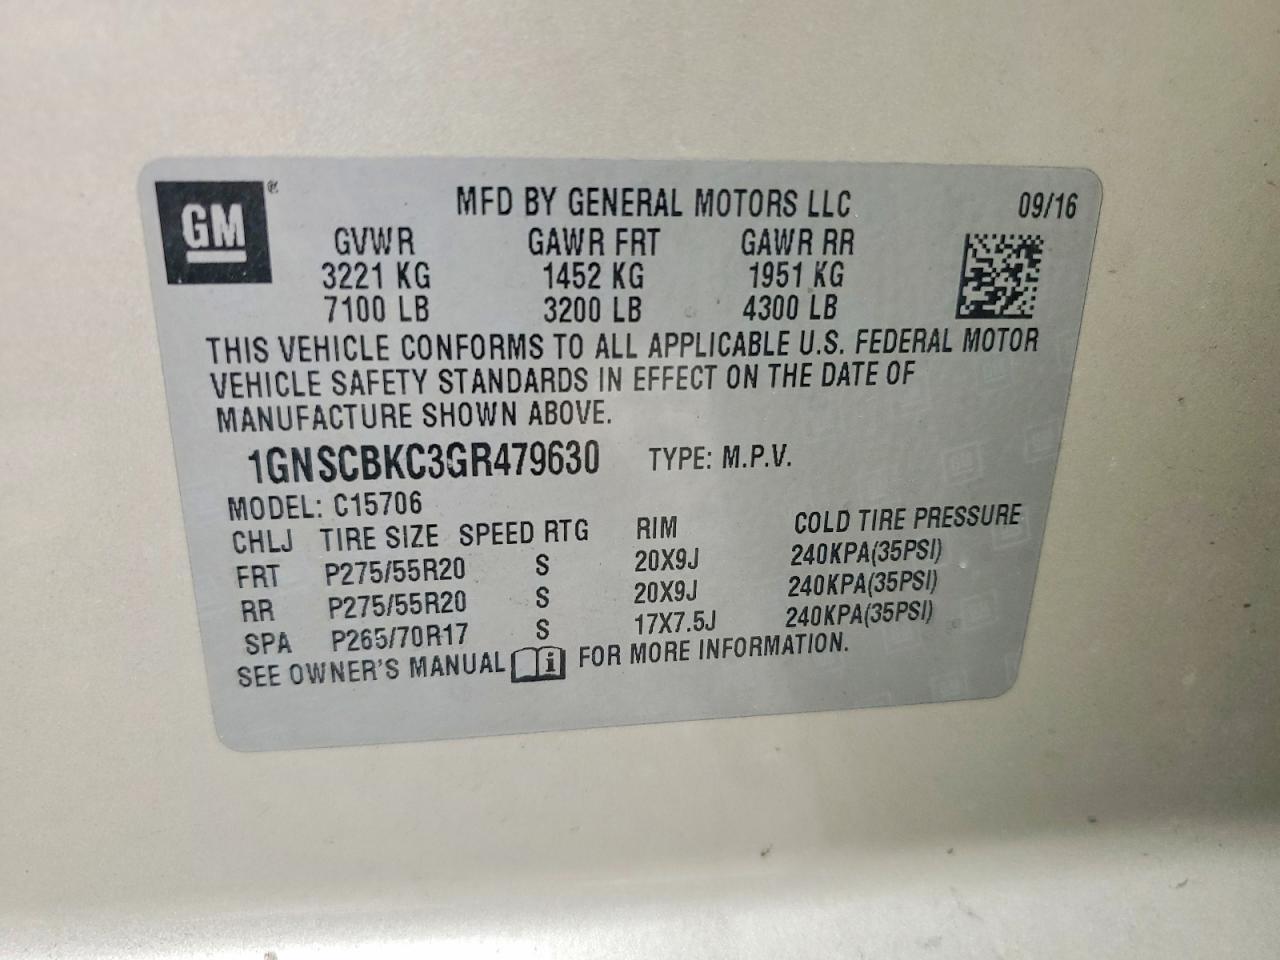 GM ®
MFD BY GENERAL MOTORS LLC 09/16
GVWR GAWR FRT GAWR RR
3221 KG 1452 KG 1951 KG
7100 LB 3200 LB 4300 LB
THIS VEHICLE CONFORMS TO ALL APPLICABLE U.S. FEDERAL MOTOR
VEHICLE SAFETY STANDARDS IN EFFECT ON THE DATE OF
MANUFACTURE SHOWN ABOVE.
1GNSCBKC3GR479630 TYPE: M.P.V.
MODEL: C15706
CHLJ TIRE SIZE SPEED RTG RIM COLD TIRE PRESSURE
FRT P275/55R20 S 20X9J 240KPA(35PSI)
RR P275/55R20 S 20X9J 240KPA(35PSI)
SPA P265/70R17 S 17X7.5J 240KPA(35PSI)
SEE OWNER'S MANUAL i FOR MORE INFORMATION.